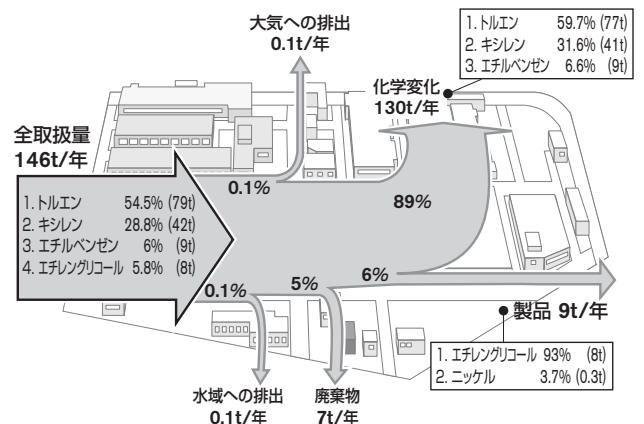 大気への排出
0.1t/年
1. トルエン 59.7% (77t)
2. キシレン 31.6% (41t)
3. エチルベンゼン 6.6% (9t)
化学変化
130t/年
全取扱量
146t/年
1. トルエン 54.5% (79t)
2. キシレン 28.8% (42t)
3. エチルベンゼン 6% (9t)
4. エチレングリコール 5.8% (8t)
0.1%
89%
0.1%
5%
6%
製品 9t/年
1. エチレングリコール 93% (8t)
2. ニッケル 3.7% (0.3t)
水域への排出
0.1t/年
廃棄物
7t/年